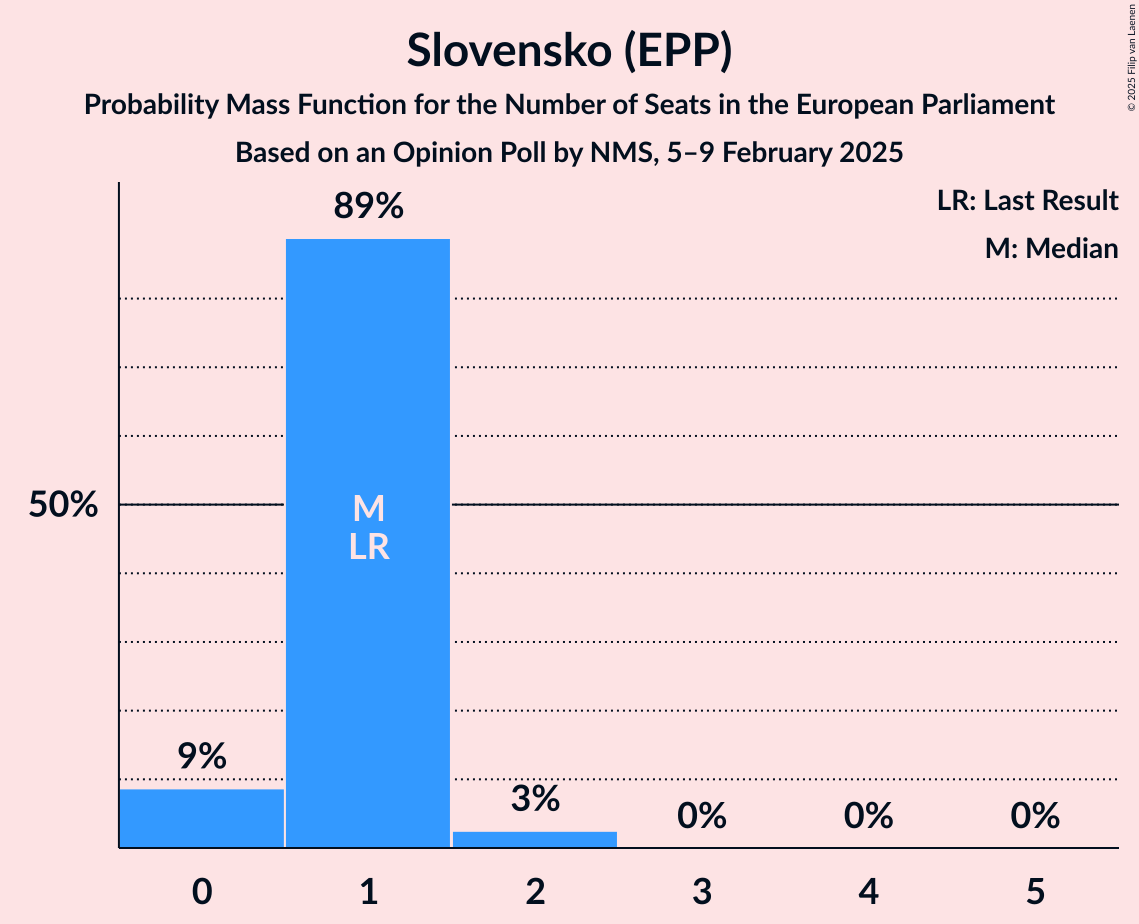 Slovensko (EPP)
Probability Mass Function for the Number of Seats in the European Parliament
Based on an Opinion Poll by NMS, 5–9 February 2025
© 2025 Filip van Laenen
LR: Last Result
M: Median
89%
50%
M
LR
9%
3%
0%
0%
0%
0
1
2
3
4
5